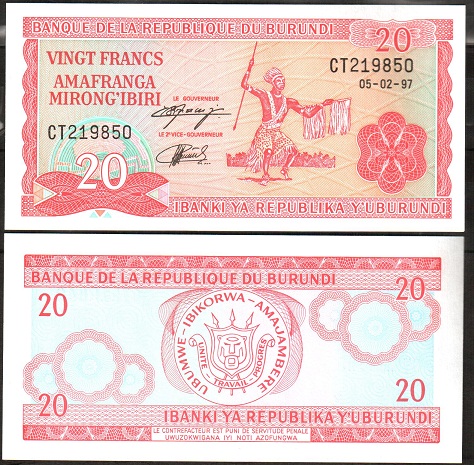 BANQUE DE LA REPUBLIQUE DU BURUNDI
20
VINGT FRANCS
AMAFRANGA
MIRONG'IBIRI
CT219850
05-02-97
LE GOUVERNEUR
CT219850
LE 2e VICE-GOUVERNEUR
20
IBANKI YA REPUBLIKA Y'UBURUNDI
BANQUE DE LA REPUBLIQUE DU BURUNDI
20
20
UBUMWE-IBIKORWA-AMAJAMBERE
UNITE TRAVAIL PROGRES
20
20
IBANKI YA REPUBLIKA Y'UBURUNDI
LE CONTREFACTEUR EST PUNI DE SERVITUDE PENALE
UWUZOKWIGANA IYI NOTI AZOFUNGWA